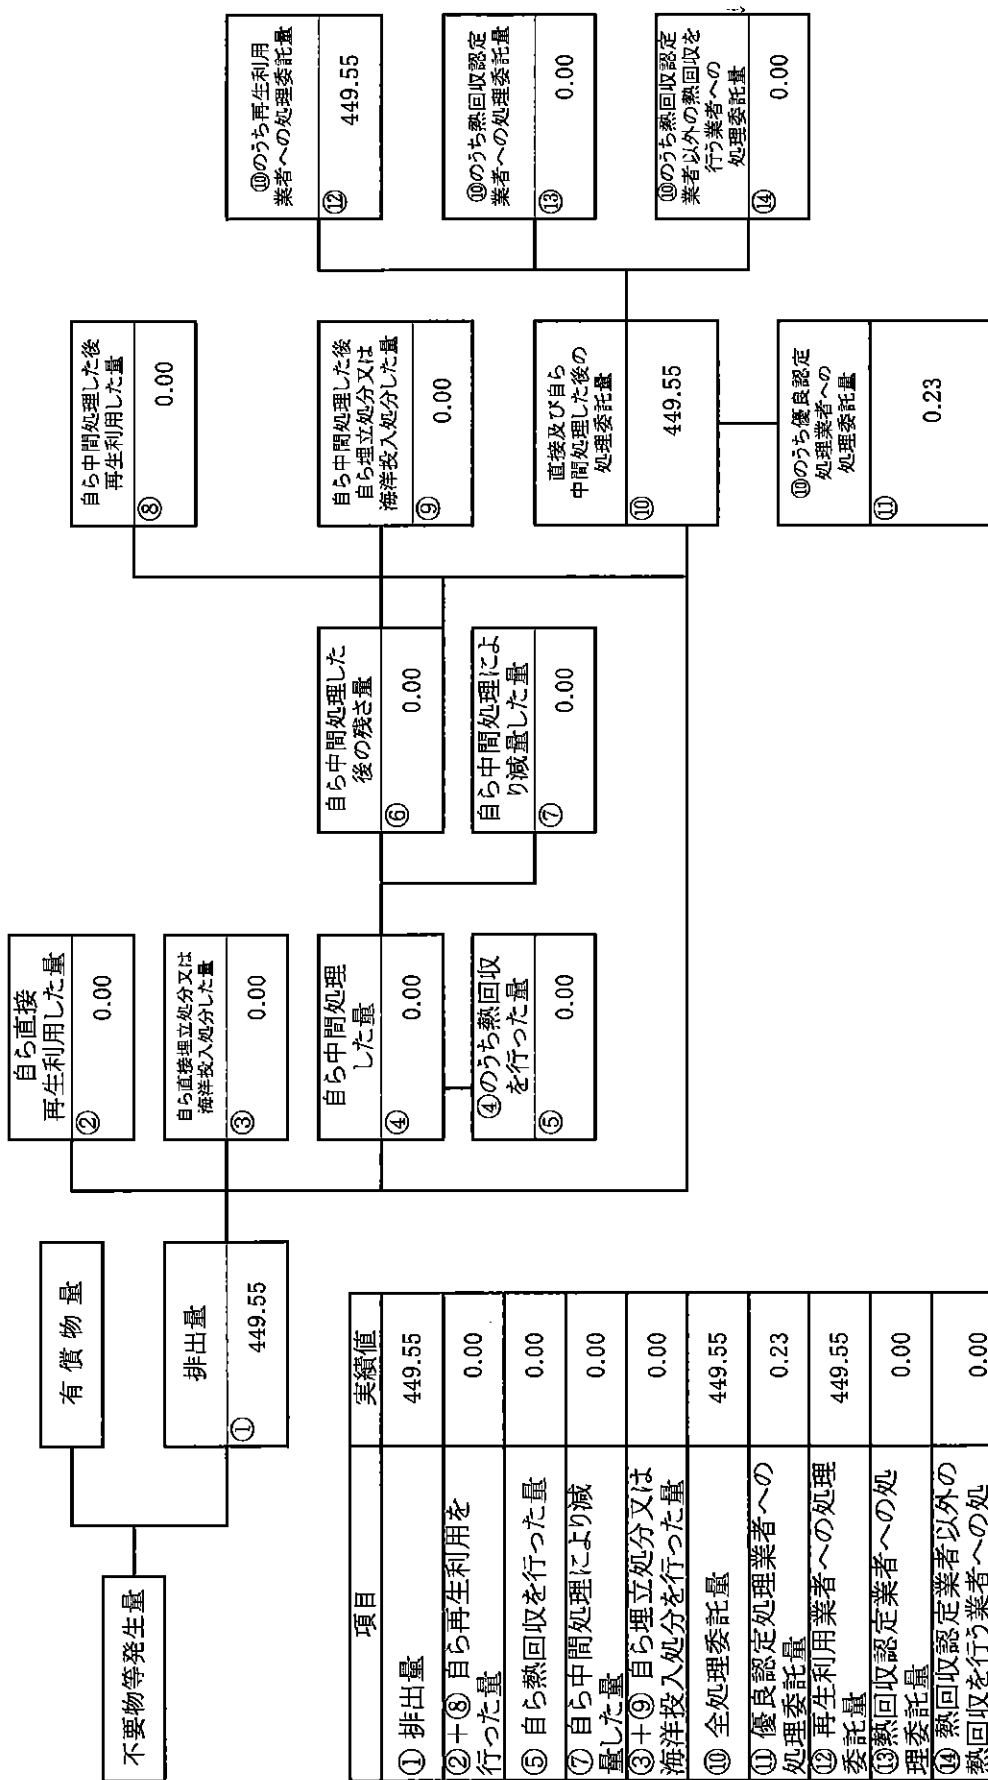 不要物等発生量
有償物量
排出量
①
449.55
自ら直接
再生利用した量
②
0.00
自ら直接埋立処分又は
海洋投入処分した量
③
0.00
自ら中間処理
した量
④
0.00
④のうち熱回収
を行った量
⑤
0.00
自ら中間処理した
後の残さ量
⑥
0.00
自ら中間処理によ
り減量した量
⑦
0.00
自ら中間処理した後
再生利用した量
⑧
0.00
自ら中間処理した後
自ら埋立処分又は
海洋投入処分した量
⑨
0.00
直接及び自ら
中間処理した後の
処理委託量
⑩
449.55
⑩のうち優良認定
処理業者への
処理委託量
⑪
0.23
⑩のうち再生利用
業者への処理委託量
⑫
449.55
⑩のうち熱回収認定
業者への処理委託量
⑬
0.00
⑩のうち熱回収認定
業者以外の熱回収を
行う業者への
処理委託量
⑭
0.00
項目 実績値
① 排出量 449.55
②＋⑧ 自ら再生利用を
行った量 0.00
⑤ 自ら熱回収を行った量 0.00
⑦ 自ら中間処理により減
量した量 0.00
③＋⑨ 自ら埋立処分又は
海洋投入処分を行った量 0.00
⑩ 全処理委託量 449.55
⑪ 優良認定処理業者への
処理委託量 0.23
⑫ 再生利用業者への処理
委託量 449.55
⑬熱回収認定業者への処
理委託量 0.00
⑭ 熱回収認定業者以外の
熱回収を行う業者への処 0.00